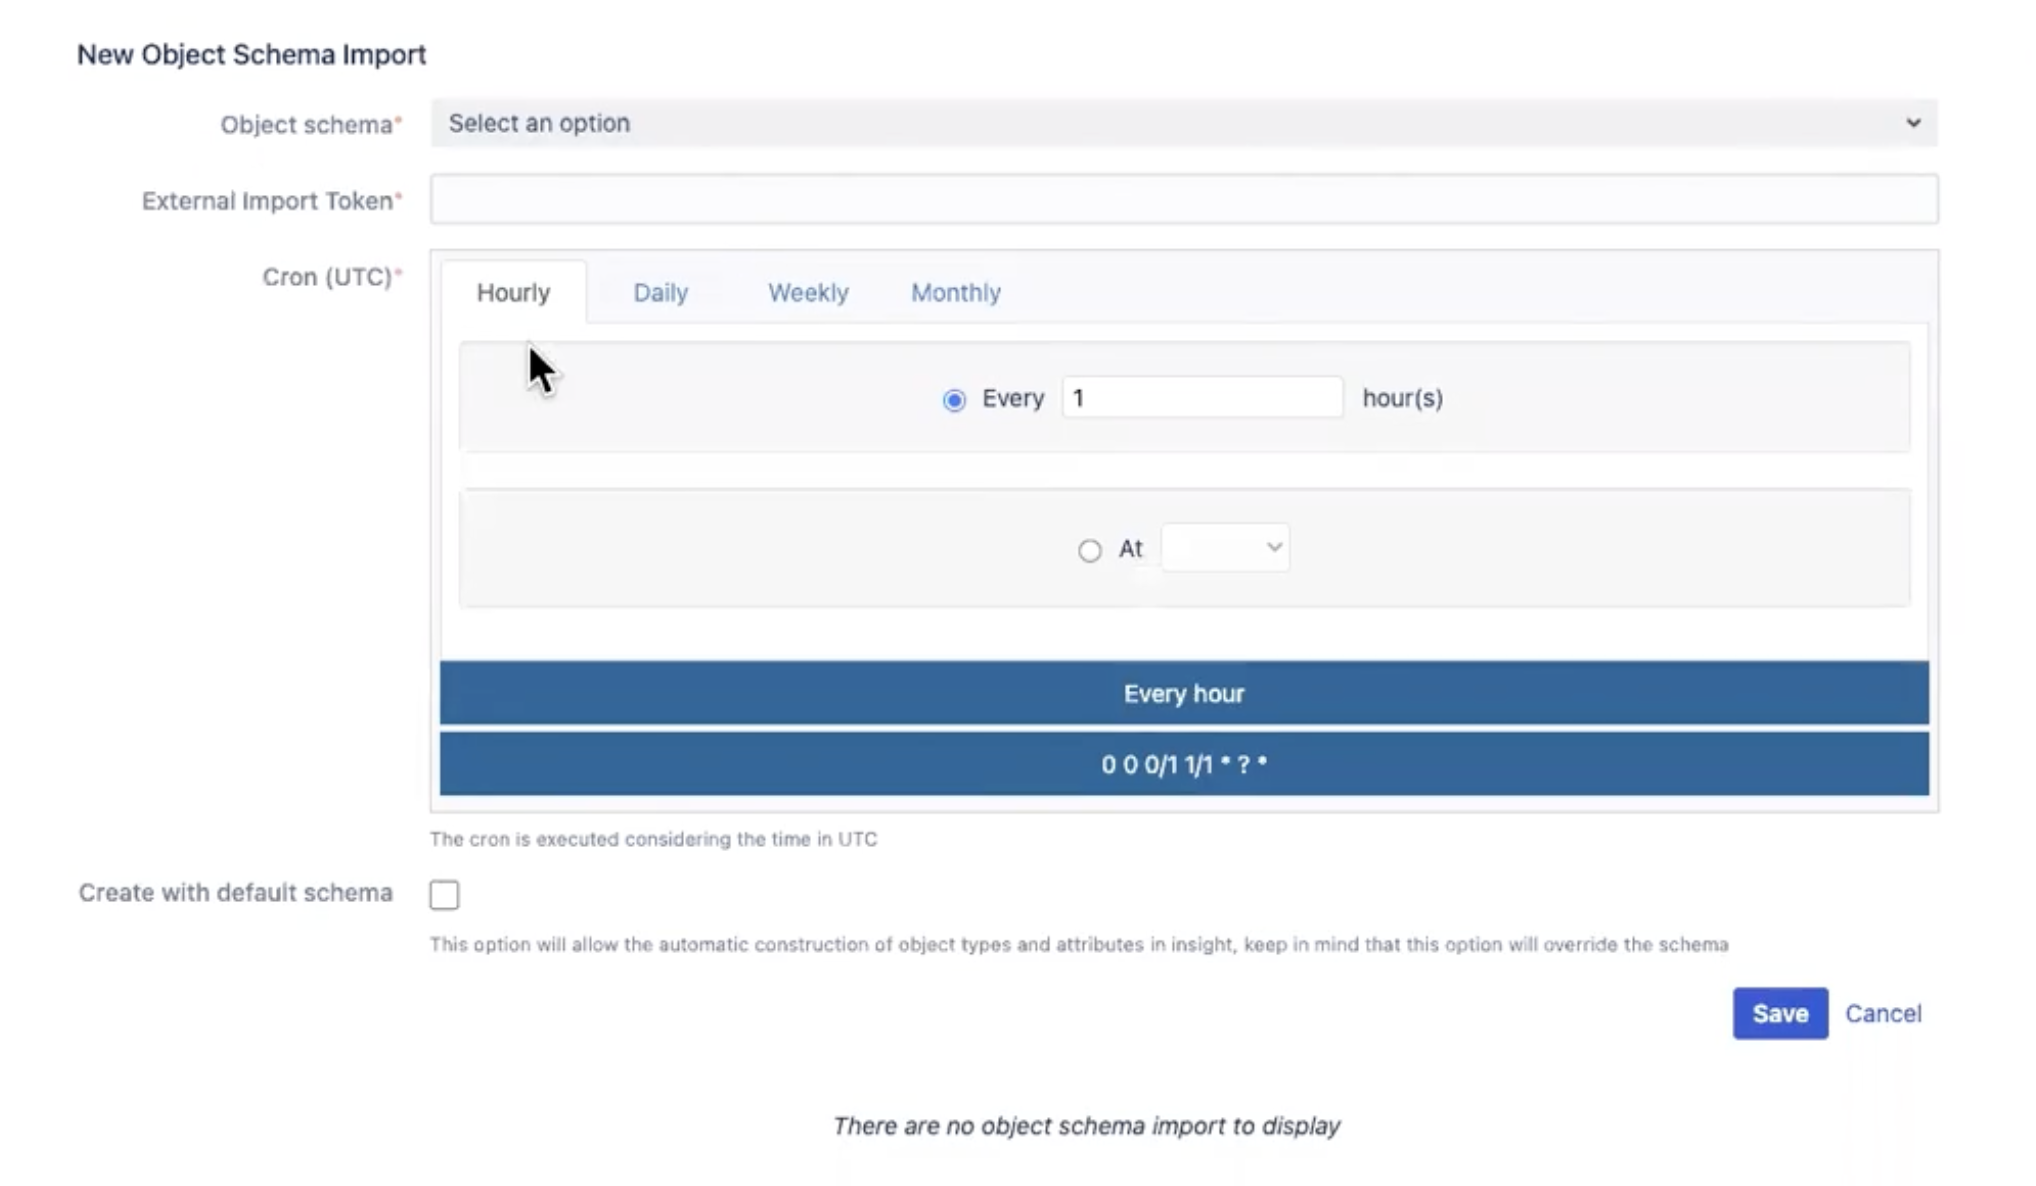 New Object Schema Import
Object schema*
Select an option
External Import Token*
Cron (UTC)*
Hourly Daily Weekly Monthly
Every 1 hour(s)
At
Every hour
0 0 0/1 1/1 * ? *
The cron is executed considering the time in UTC
Create with default schema
This option will allow the automatic construction of object types and attributes in insight, keep in mind that this option will override the schema
Save Cancel
There are no object schema import to display